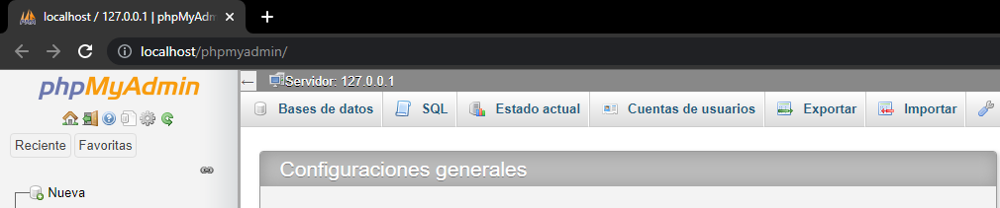 localhost / 127.0.0.1 | phpMyAdm
localhost/phpmyadmin/
phpMyAdmin
Servidor: 127.0.0.1
Bases de datos SQL Estado actual Cuentas de usuarios Exportar Importar
Reciente Favoritas
Configuraciones generales
Nueva